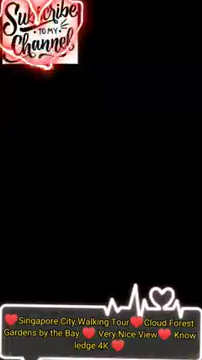 Subscribe
TO MY
Channel
❤️Singapore City Walking Tour❤️Cloud Forest
Gardens by the Bay ❤️ Very Nice View❤️ Know
ledge 4K ❤️